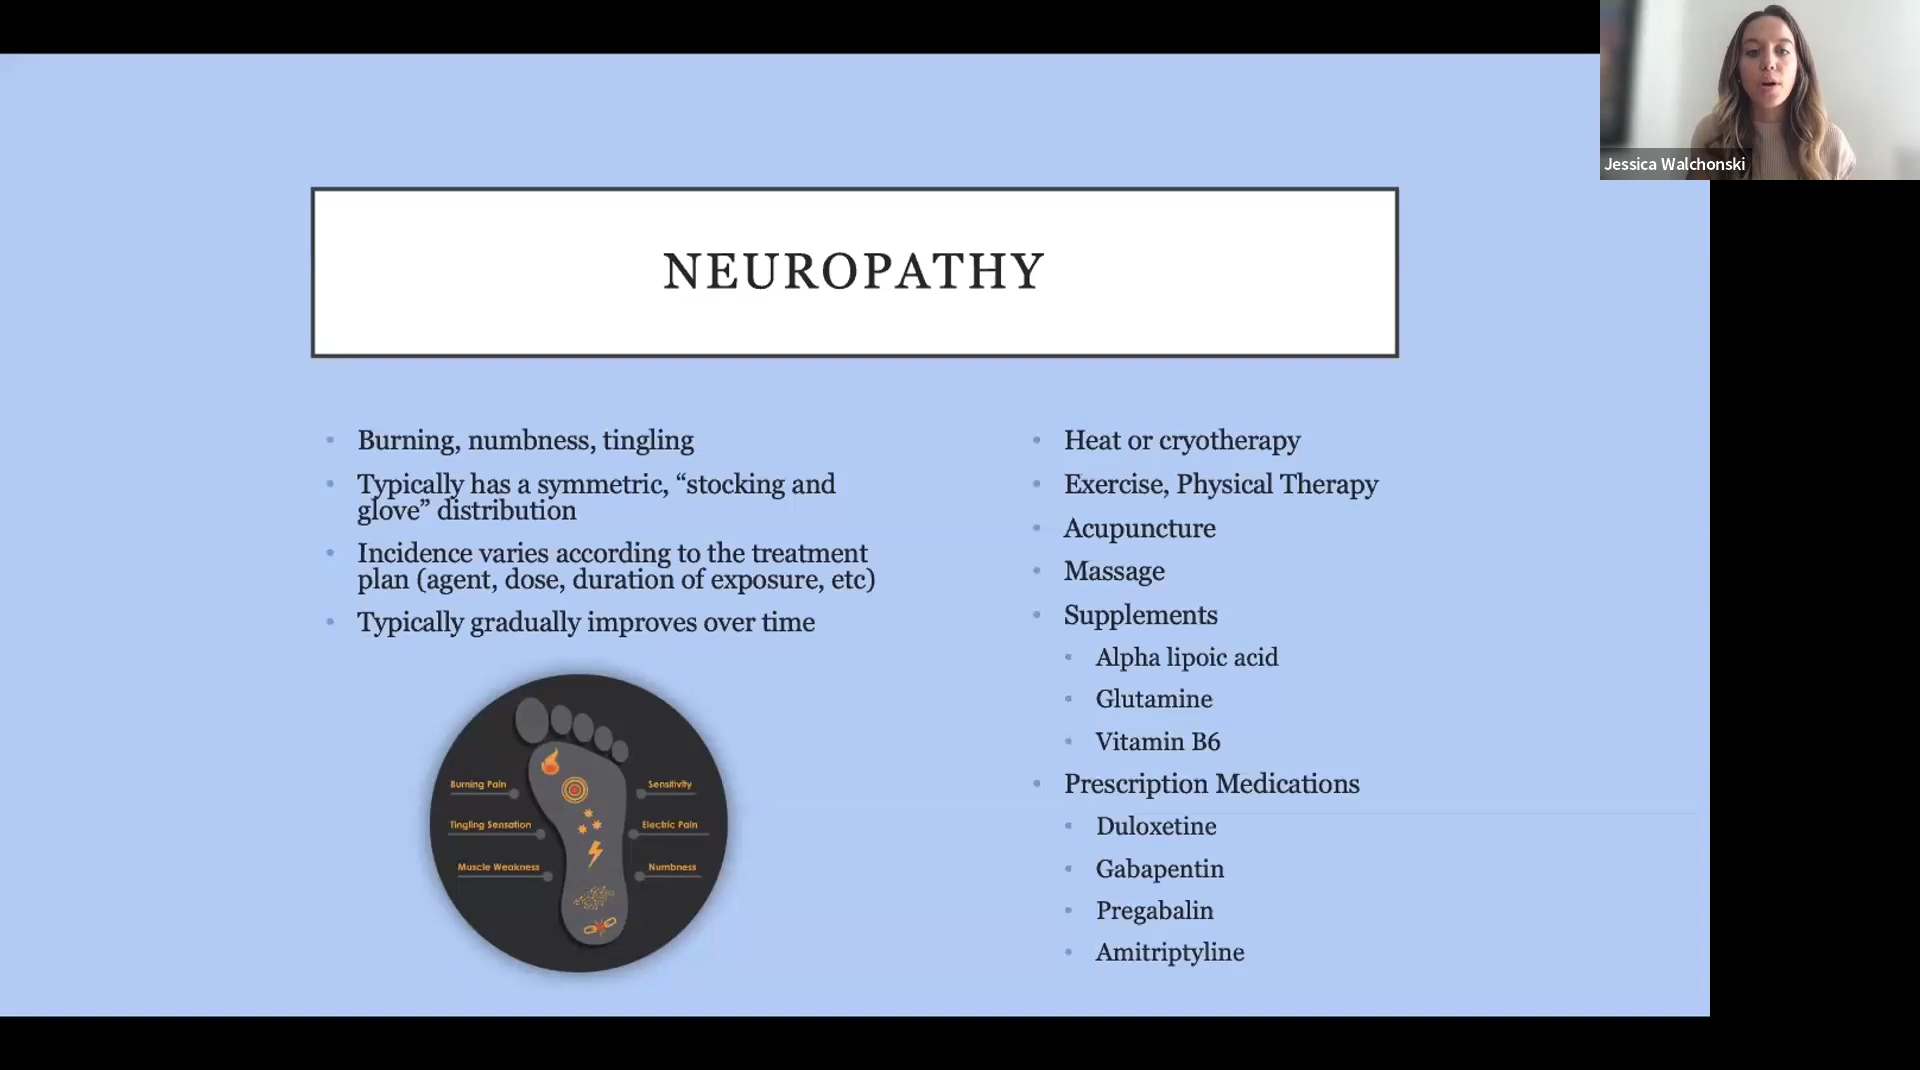 Jessica Walchonski
NEUROPATHY
Burning, numbness, tingling
Typically has a symmetric, “stocking and
glove” distribution
Incidence varies according to the treatment
plan (agent, dose, duration of exposure, etc)
Typically gradually improves over time
Burning Pain
Tingling Sensation
Muscle Weakness
Sensitivity
Electric Pain
Numbness
Heat or cryotherapy
Exercise, Physical Therapy
Acupuncture
Massage
Supplements
Alpha lipoic acid
Glutamine
Vitamin B6
Prescription Medications
Duloxetine
Gabapentin
Pregabalin
Amitriptyline